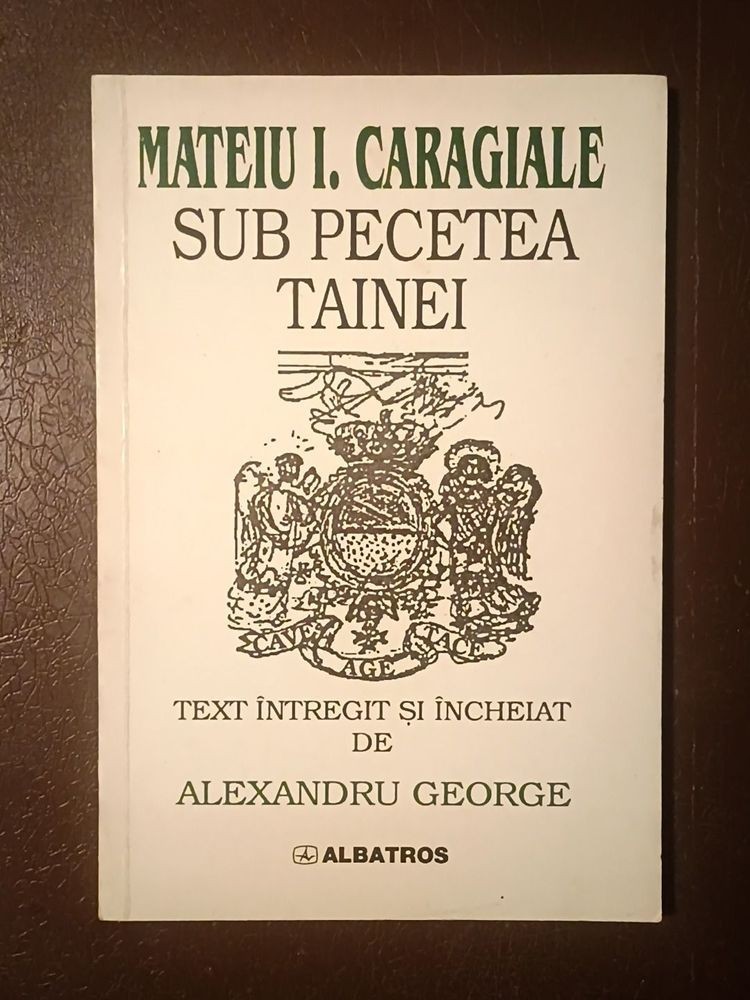 MATEIU I. CARAGIALE
SUB PECETEA
TAINEI
CAVE
AGE
TACE
TEXT ÎNTREGIT ȘI ÎNCHEIAT
DE
ALEXANDRU GEORGE
ALBATROS